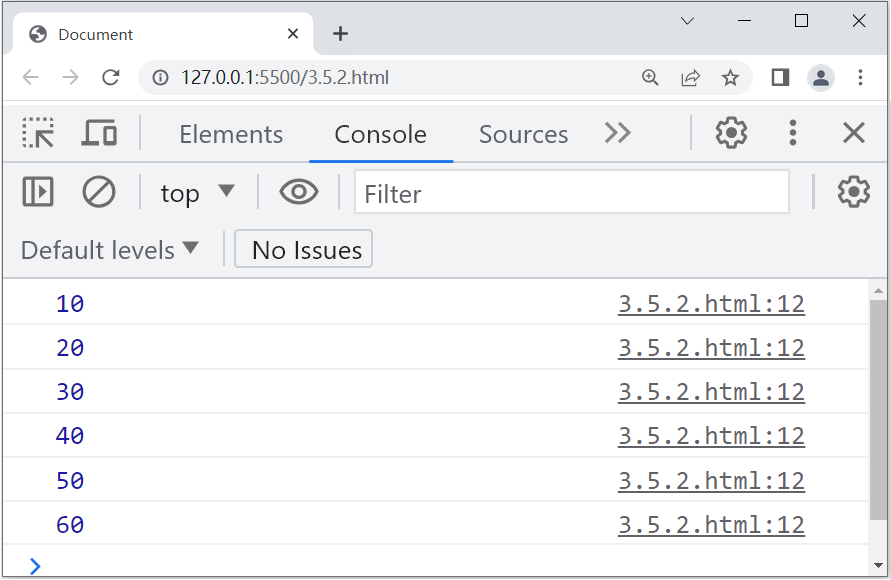 Document
127.0.0.1:5500/3.5.2.html
Elements Console Sources
top Filter
Default levels No Issues
10 3.5.2.html:12
20 3.5.2.html:12
30 3.5.2.html:12
40 3.5.2.html:12
50 3.5.2.html:12
60 3.5.2.html:12